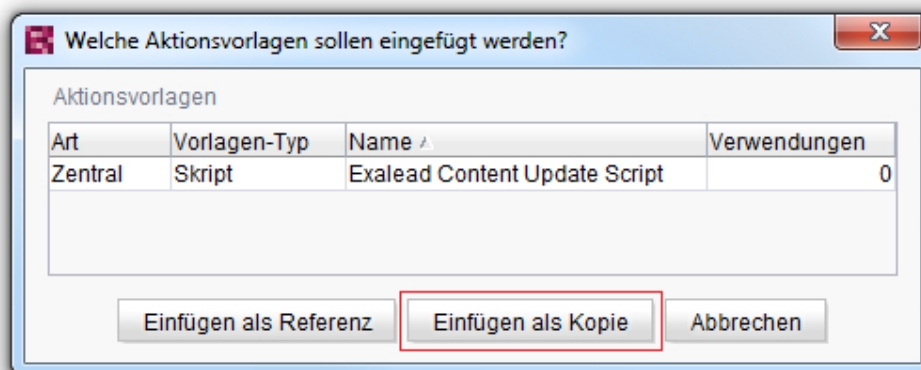 Welche Aktionsvorlagen sollen eingefügt werden?
Aktionsvorlagen
Art Vorlagen-Typ Name Verwendungen
Zentral Skript Exalead Content Update Script 0
Einfügen als Referenz Einfügen als Kopie Abbrechen